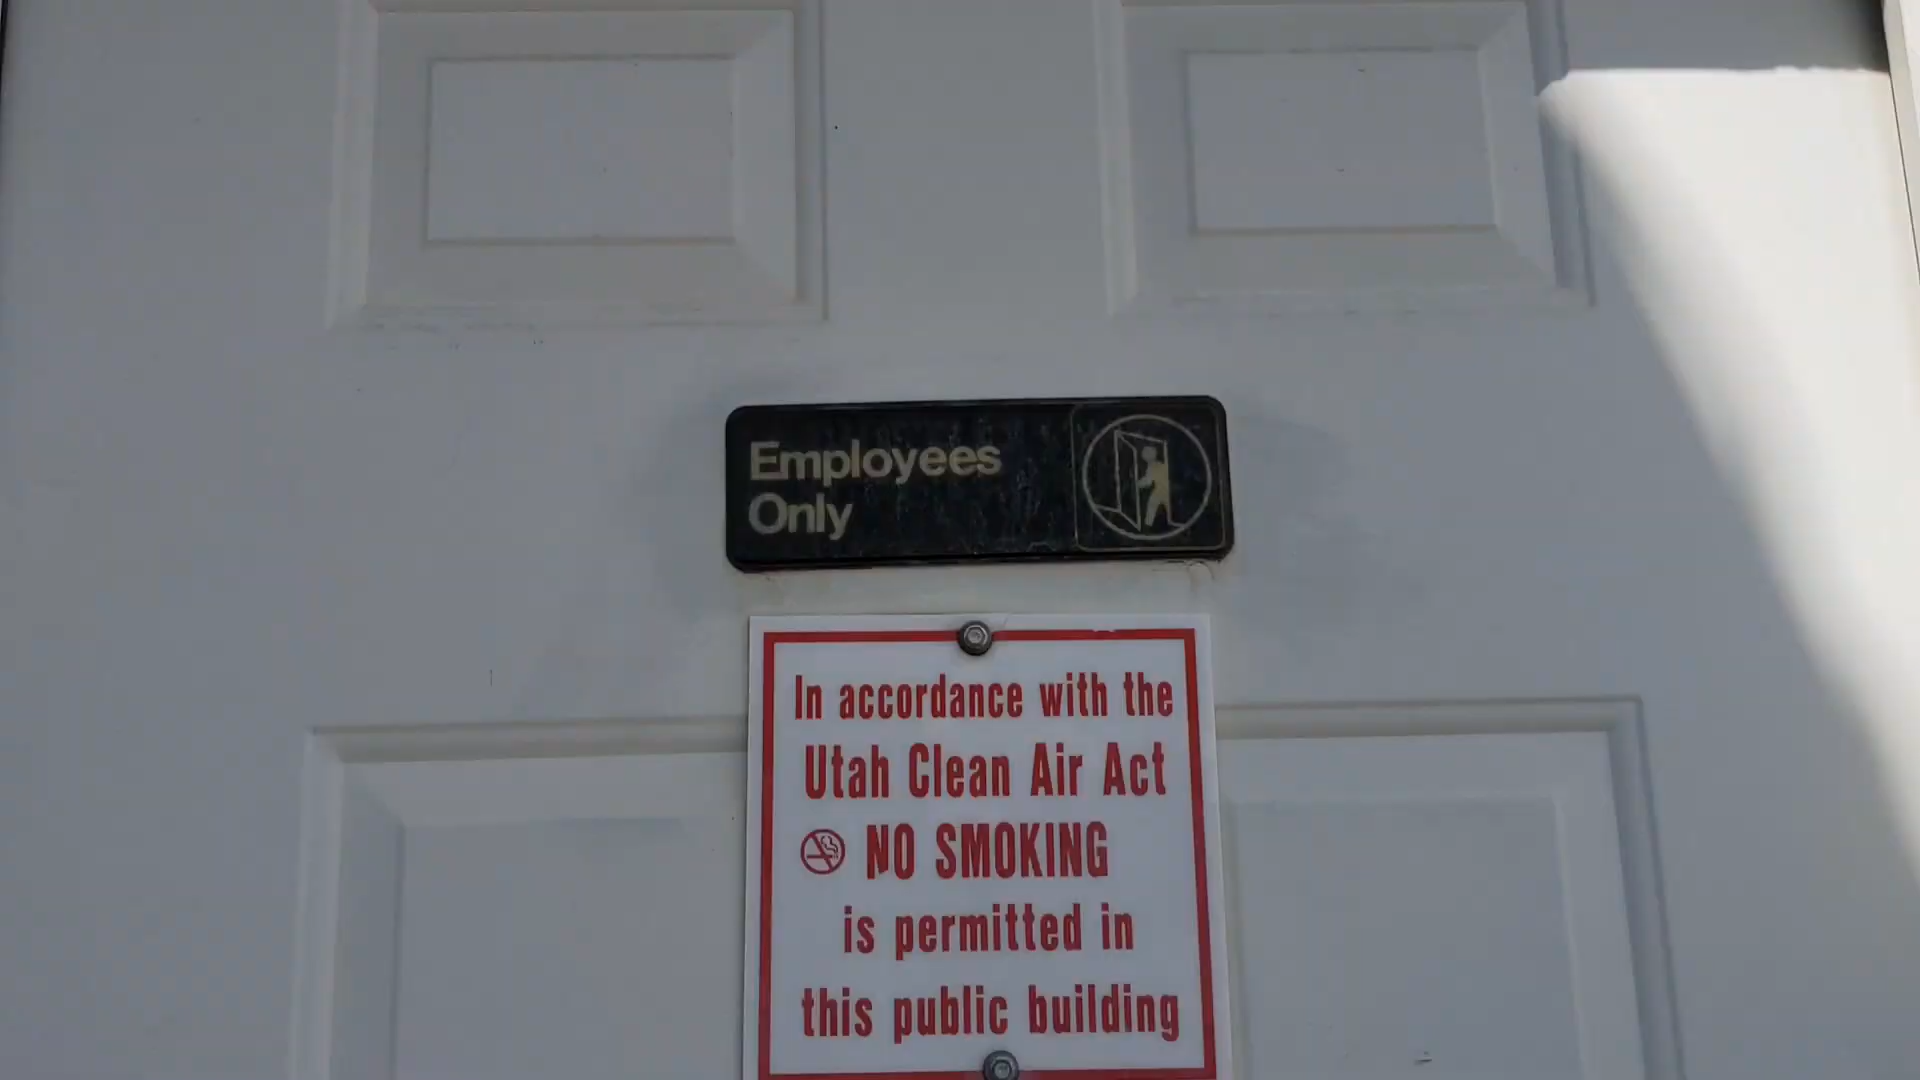 Employees
Only
In accordance with the
Utah Clean Air Act
NO SMOKING
is permitted in
this public building